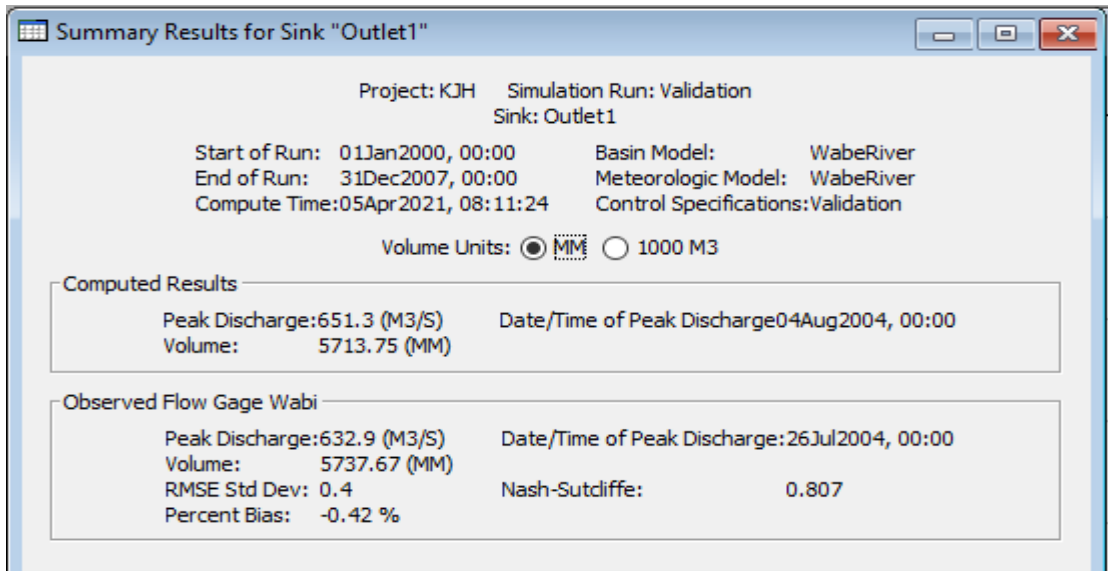 Summary Results for Sink "Outlet1"
Project: KJH Simulation Run: Validation
Sink: Outlet1
Start of Run: 01Jan2000, 00:00 Basin Model: WabeRiver
End of Run: 31Dec2007, 00:00 Meteorologic Model: WabeRiver
Compute Time:05Apr2021, 08:11:24 Control Specifications:Validation
Volume Units: MM 1000 M3
Computed Results
Peak Discharge:651.3 (M3/S) Date/Time of Peak Discharge04Aug2004, 00:00
Volume: 5713.75 (MM)
Observed Flow Gage Wabi
Peak Discharge:632.9 (M3/S) Date/Time of Peak Discharge:26Jul2004, 00:00
Volume: 5737.67 (MM)
RMSE Std Dev: 0.4 Nash-Sutcliffe: 0.807
Percent Bias: -0.42 %